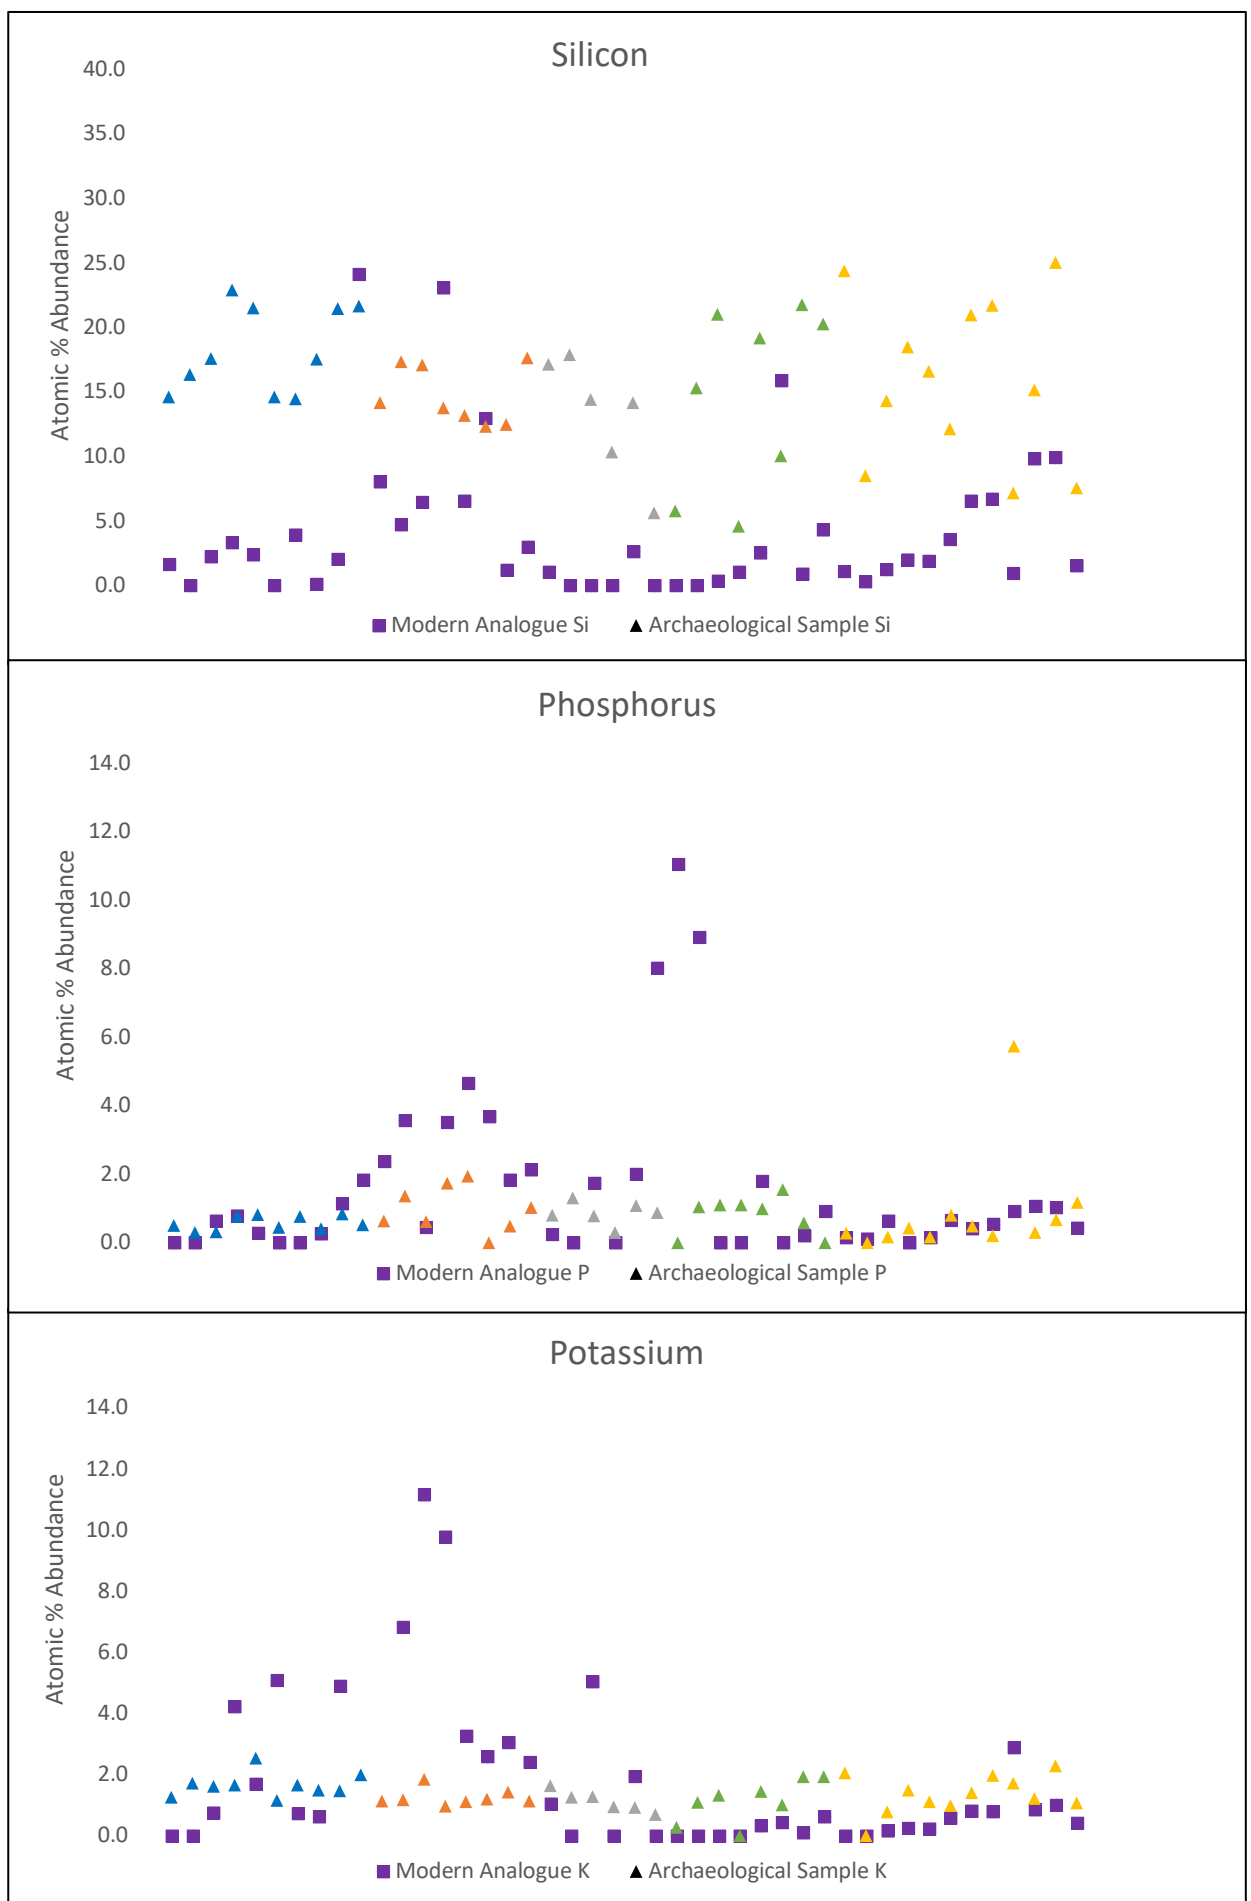 Silicon
40.0
35.0
30.0
25.0
20.0
15.0
10.0
5.0
0.0
Atomic % Abundance
Modern Analogue Si Archaeological Sample Si
Phosphorus
14.0
12.0
10.0
8.0
6.0
4.0
2.0
0.0
Atomic % Abundance
Modern Analogue P Archaeological Sample P
Potassium
14.0
12.0
10.0
8.0
6.0
4.0
2.0
0.0
Atomic % Abundance
Modern Analogue K Archaeological Sample K